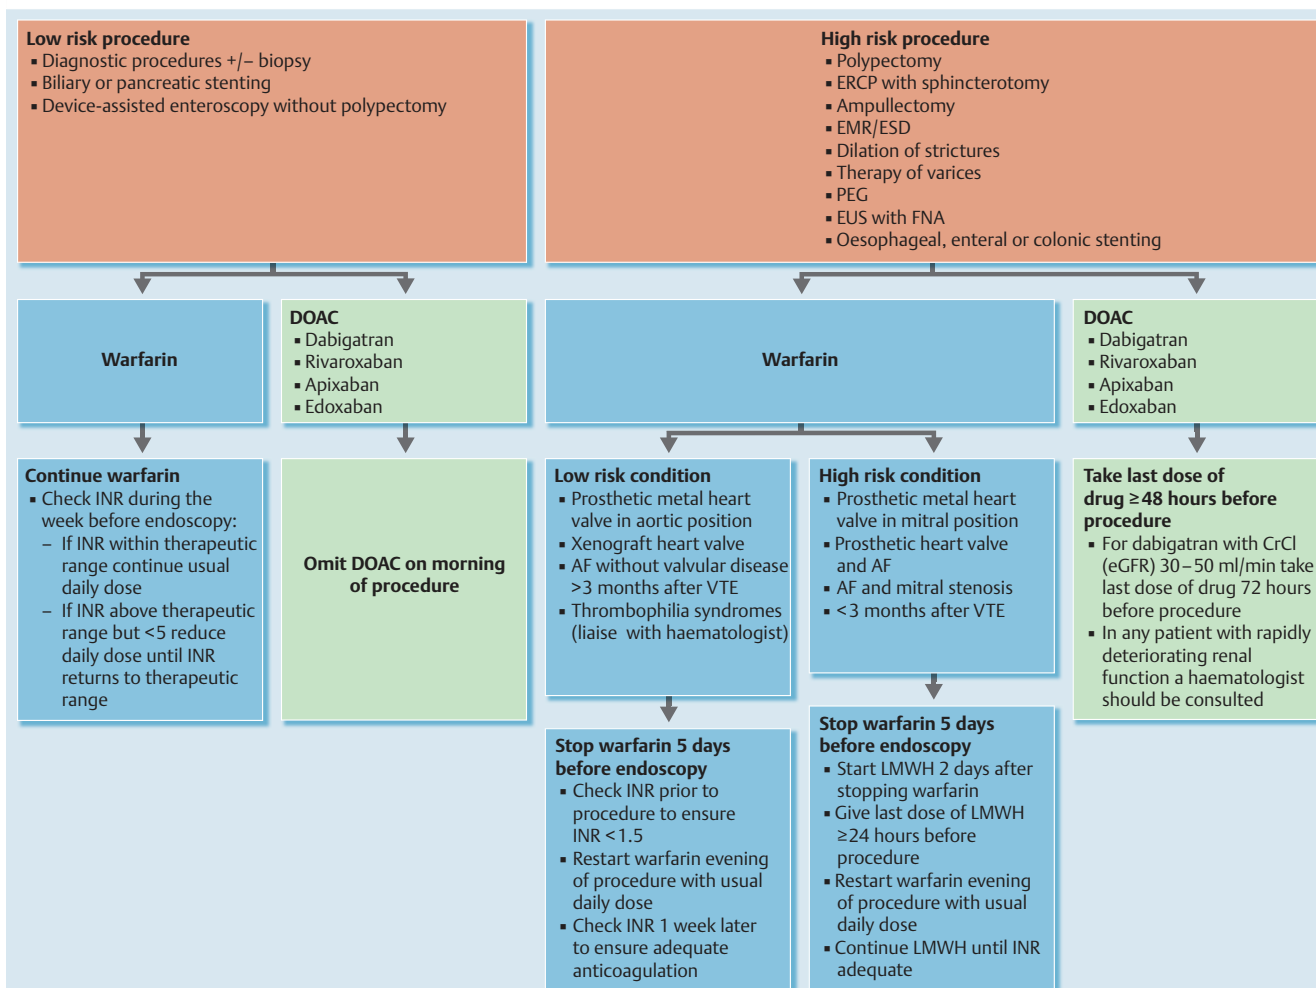 Low risk procedure
▪ Diagnostic procedures +/– biopsy
▪ Biliary or pancreatic stenting
▪ Device-assisted enteroscopy without polypectomy
High risk procedure
▪ Polypectomy
▪ ERCP with sphincterotomy
▪ Ampullectomy
▪ EMR/ESD
▪ Dilation of strictures
▪ Therapy of varices
▪ PEG
▪ EUS with FNA
▪ Oesophageal, enteral or colonic stenting
Warfarin
DOAC
▪ Dabigatran
▪ Rivaroxaban
▪ Apixaban
▪ Edoxaban
Warfarin
DOAC
▪ Dabigatran
▪ Rivaroxaban
▪ Apixaban
▪ Edoxaban
Continue warfarin
▪ Check INR during the
week before endoscopy:
– If INR within therapeutic
range continue usual
daily dose
– If INR above therapeutic
range but <5 reduce
daily dose until INR
returns to therapeutic
range
Omit DOAC on morning
of procedure
Low risk condition
▪ Prosthetic metal heart
valve in aortic position
▪ Xenograft heart valve
▪ AF without valvular disease
>3 months after VTE
▪ Thrombophilia syndromes
(liaise with haematologist)
High risk condition
▪ Prosthetic metal heart
valve in mitral position
▪ Prosthetic heart valve
and AF
▪ AF and mitral stenosis
▪ <3 months after VTE
Take last dose of
drug ≥48 hours before
procedure
▪ For dabigatran with CrCl
(eGFR) 30–50 ml/min take
last dose of drug 72 hours
before procedure
▪ In any patient with rapidly
deteriorating renal
function a haematologist
should be consulted
Stop warfarin 5 days
before endoscopy
▪ Check INR prior to
procedure to ensure
INR <1.5
▪ Restart warfarin evening
of procedure with usual
daily dose
▪ Check INR 1 week later
to ensure adequate
anticoagulation
Stop warfarin 5 days
before endoscopy
▪ Start LMWH 2 days after
stopping warfarin
▪ Give last dose of LMWH
≥24 hours before
procedure
▪ Restart warfarin evening
of procedure with usual
daily dose
▪ Continue LMWH until INR
adequate